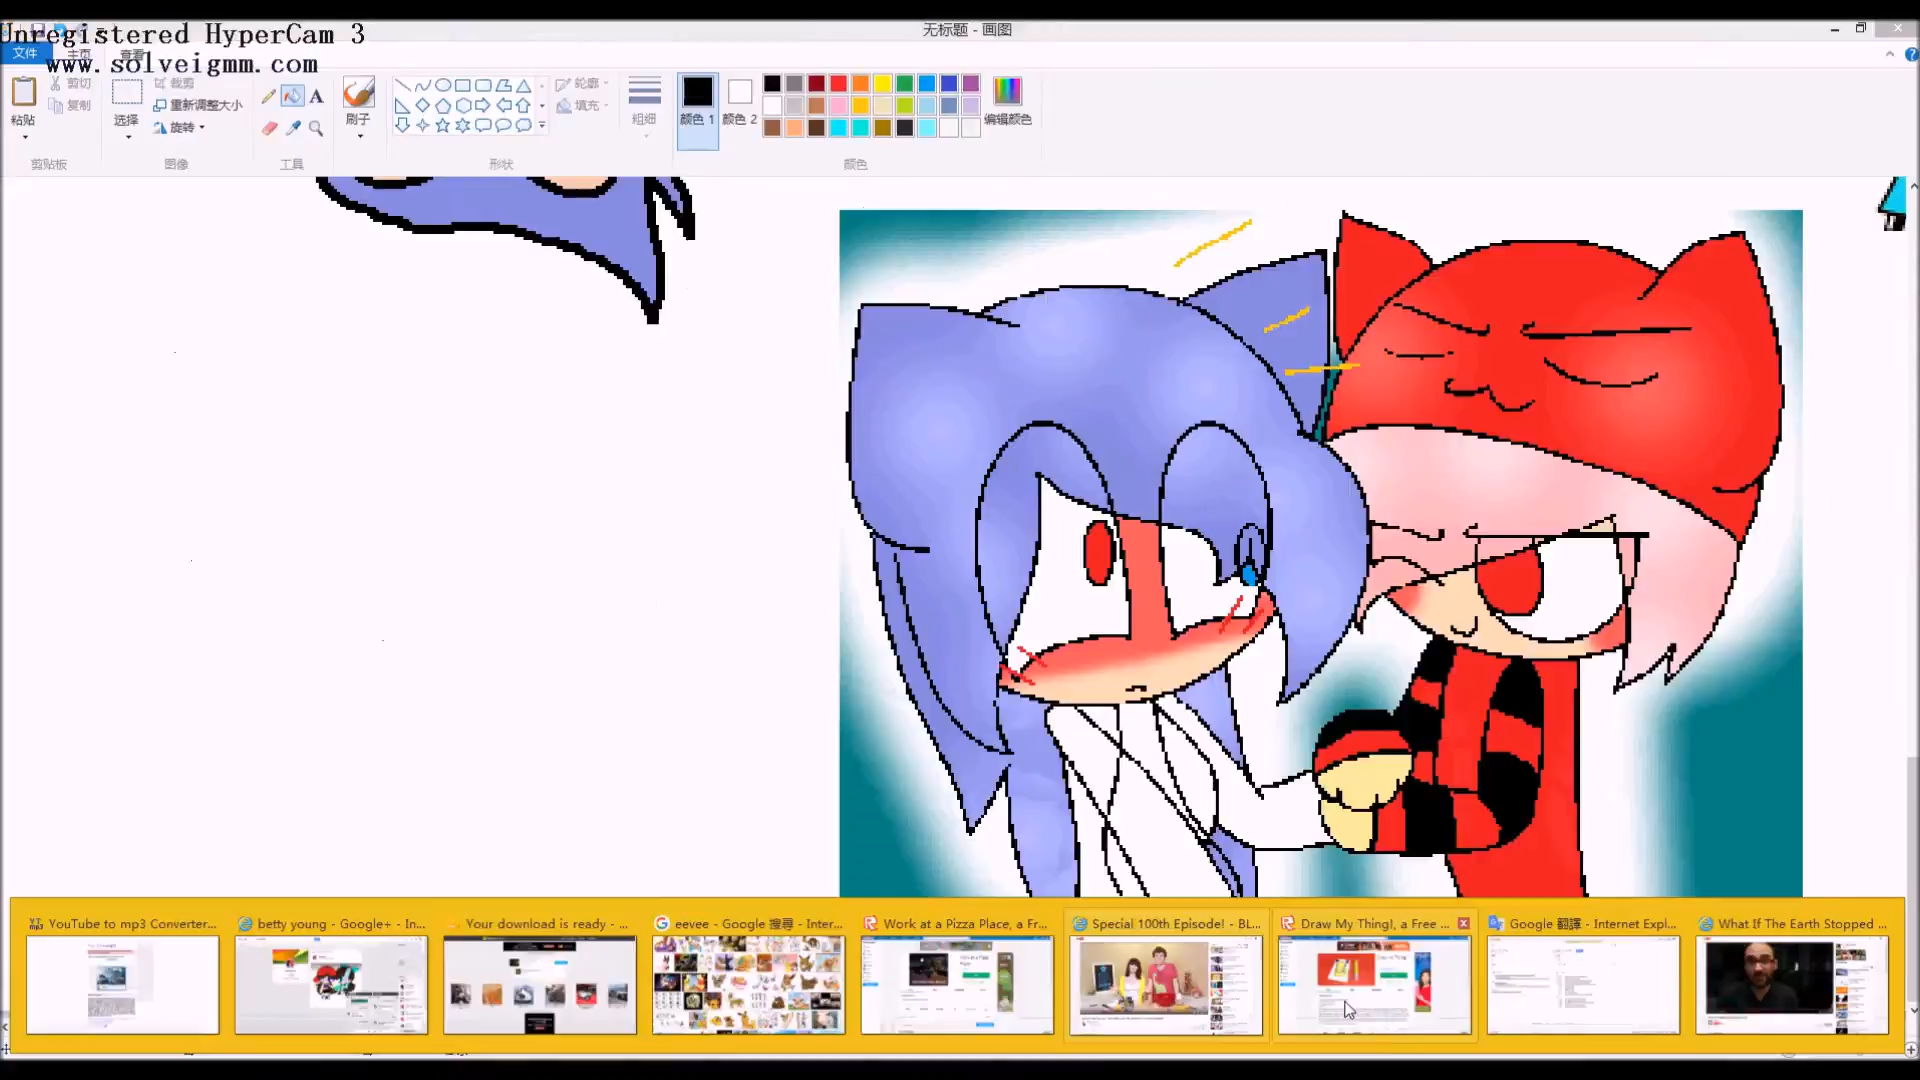 无标题 - 画图
Unregistered HyperCam 3
www.solveigmm.com
文件
主页
查看
粘贴
剪切
复制
剪贴板
选择
裁剪
重新调整大小
旋转
图像
A
工具
刷子
形状
轮廓
填充
粗细
颜色 1
颜色 2
编辑颜色
颜色
YouTube to mp3 Converter...
betty young - Google+ - In...
Your download is ready - ...
eevee - Google 搜尋 - Inter...
Work at a Pizza Place, a Fr...
Special 100th Episode! - BL...
Draw My Thing!, a Free ...
Google 翻譯 - Internet Expl...
What If The Earth Stopped ...